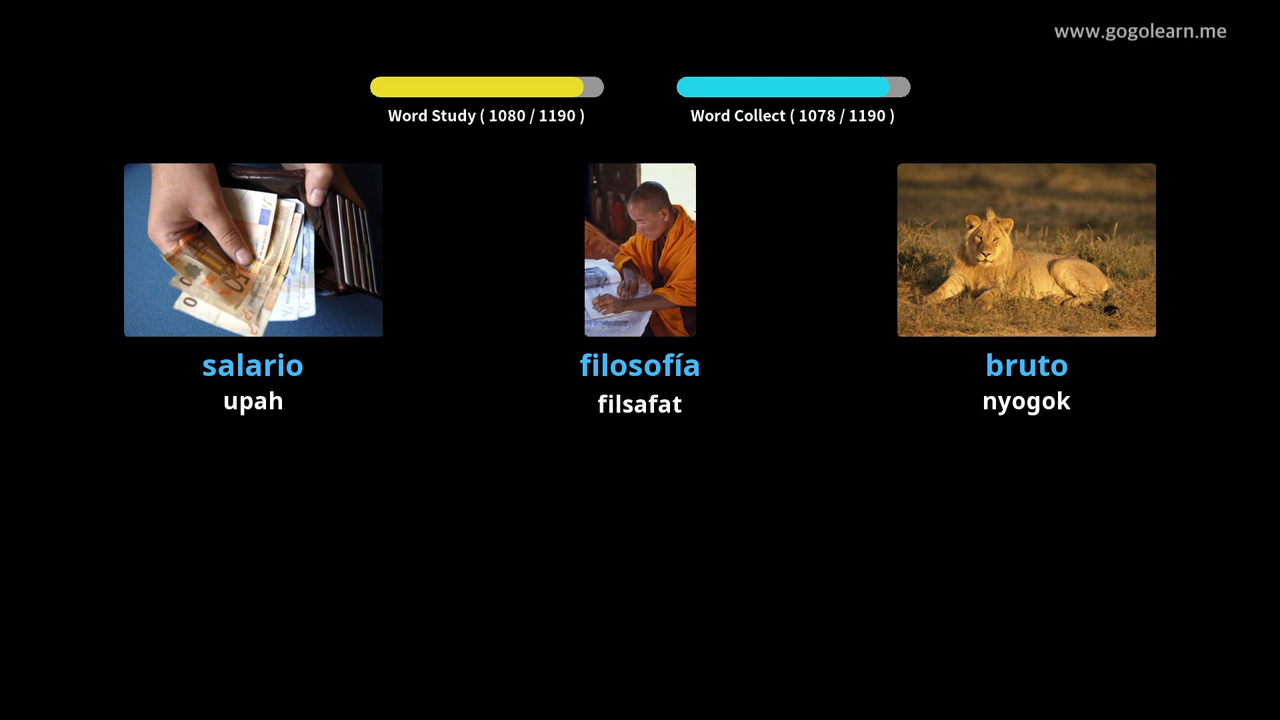 www.gogolearn.me
Word Study ( 1080 / 1190 )
Word Collect ( 1078 / 1190 )
salario
upah
filosofía
filsafat
bruto
nyogok